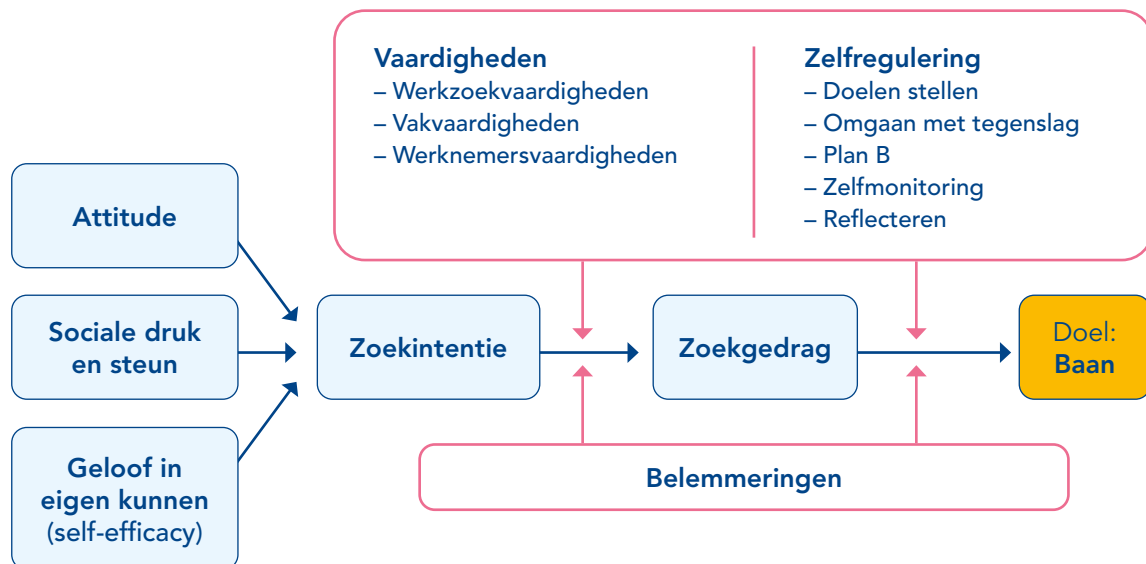 Vaardigheden
– Werkzoekvaardigheden
– Vakvaardigheden
– Werknemersvaardigheden
Zelfregulering
– Doelen stellen
– Omgaan met tegenslag
– Plan B
– Zelfmonitoring
– Reflecteren
Attitude
Sociale druk
en steun
Geloof in
eigen kunnen
(self-efficacy)
Zoekintentie
Zoekgedrag
Doel:
Baan
Belemmeringen